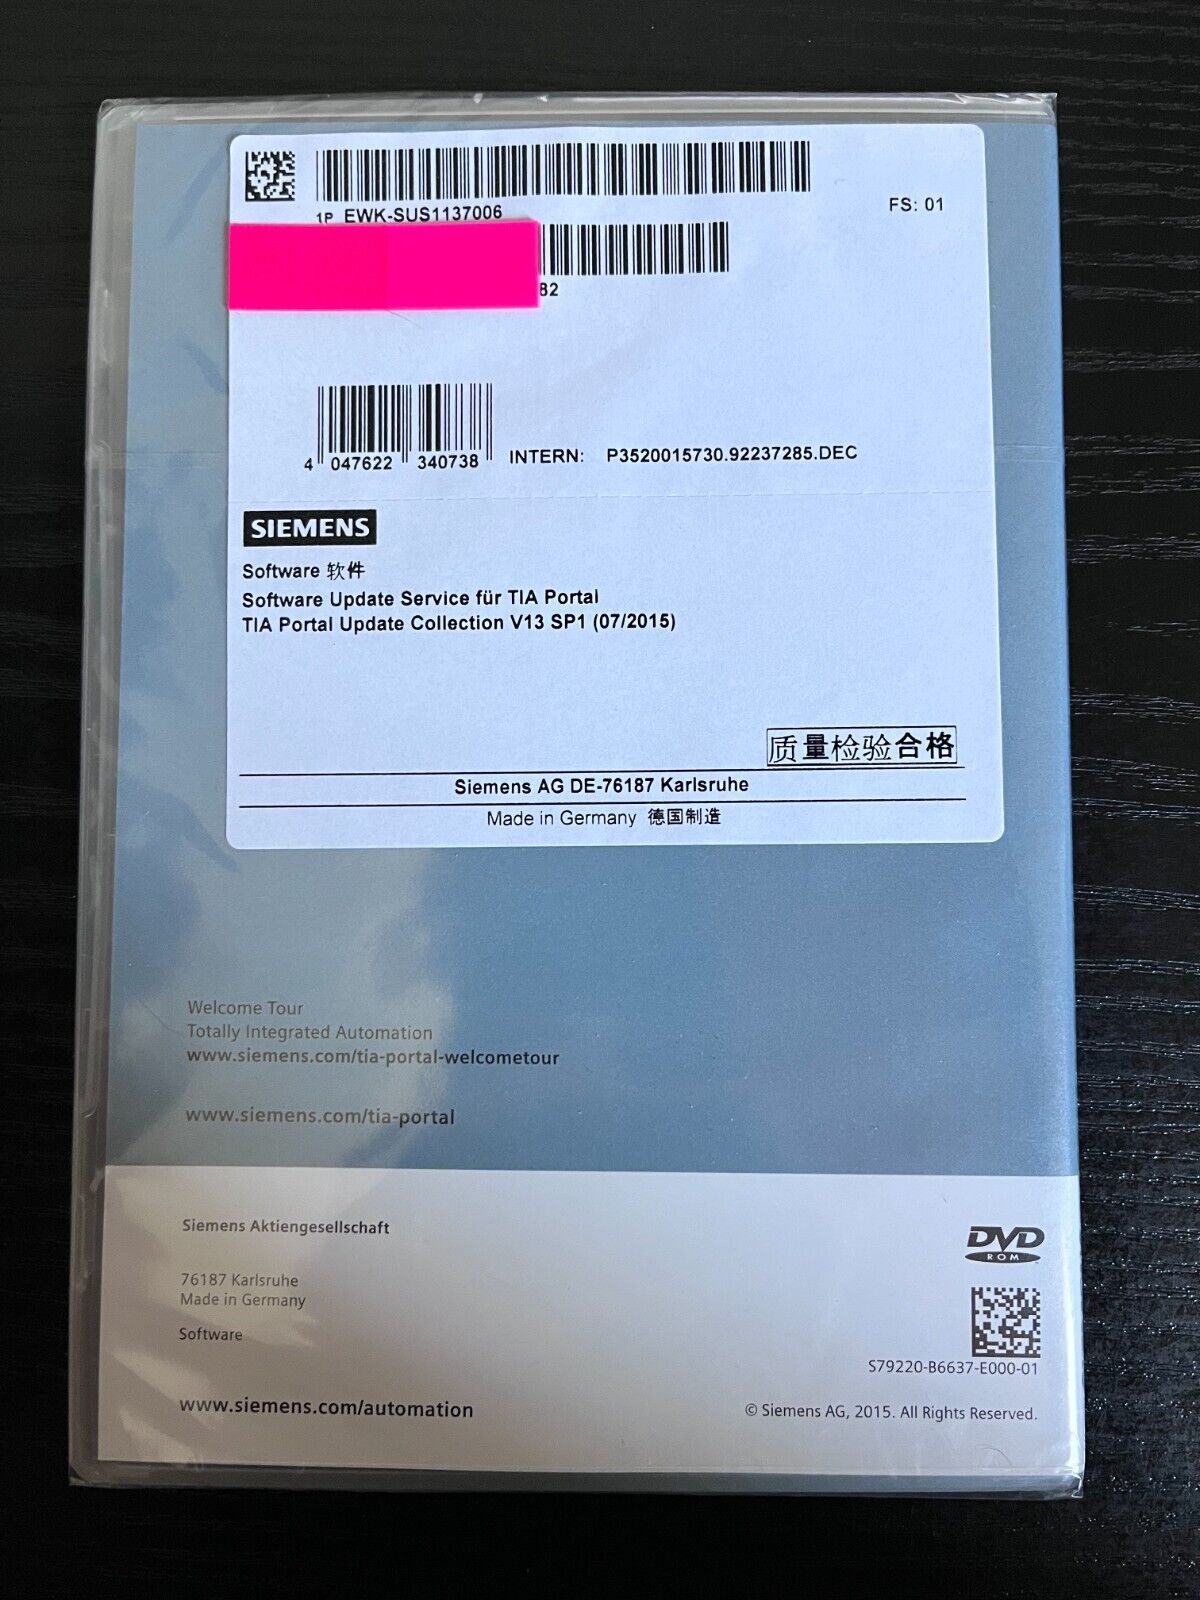 1P EWK-SUS1137006
FS: 01
82
4 047622 340738
INTERN: P3520015730.92237285.DEC
SIEMENS
Software 软件
Software Update Service für TIA Portal
TIA Portal Update Collection V13 SP1 (07/2015)
质量检验合格
Siemens AG DE-76187 Karlsruhe
Made in Germany 德国制造
Welcome Tour
Totally Integrated Automation
www.siemens.com/tia-portal-welcometour
www.siemens.com/tia-portal
Siemens Aktiengesellschaft
DVD
ROM
76187 Karlsruhe
Made in Germany
Software
S79220-B6637-E000-01
www.siemens.com/automation
© Siemens AG, 2015. All Rights Reserved.